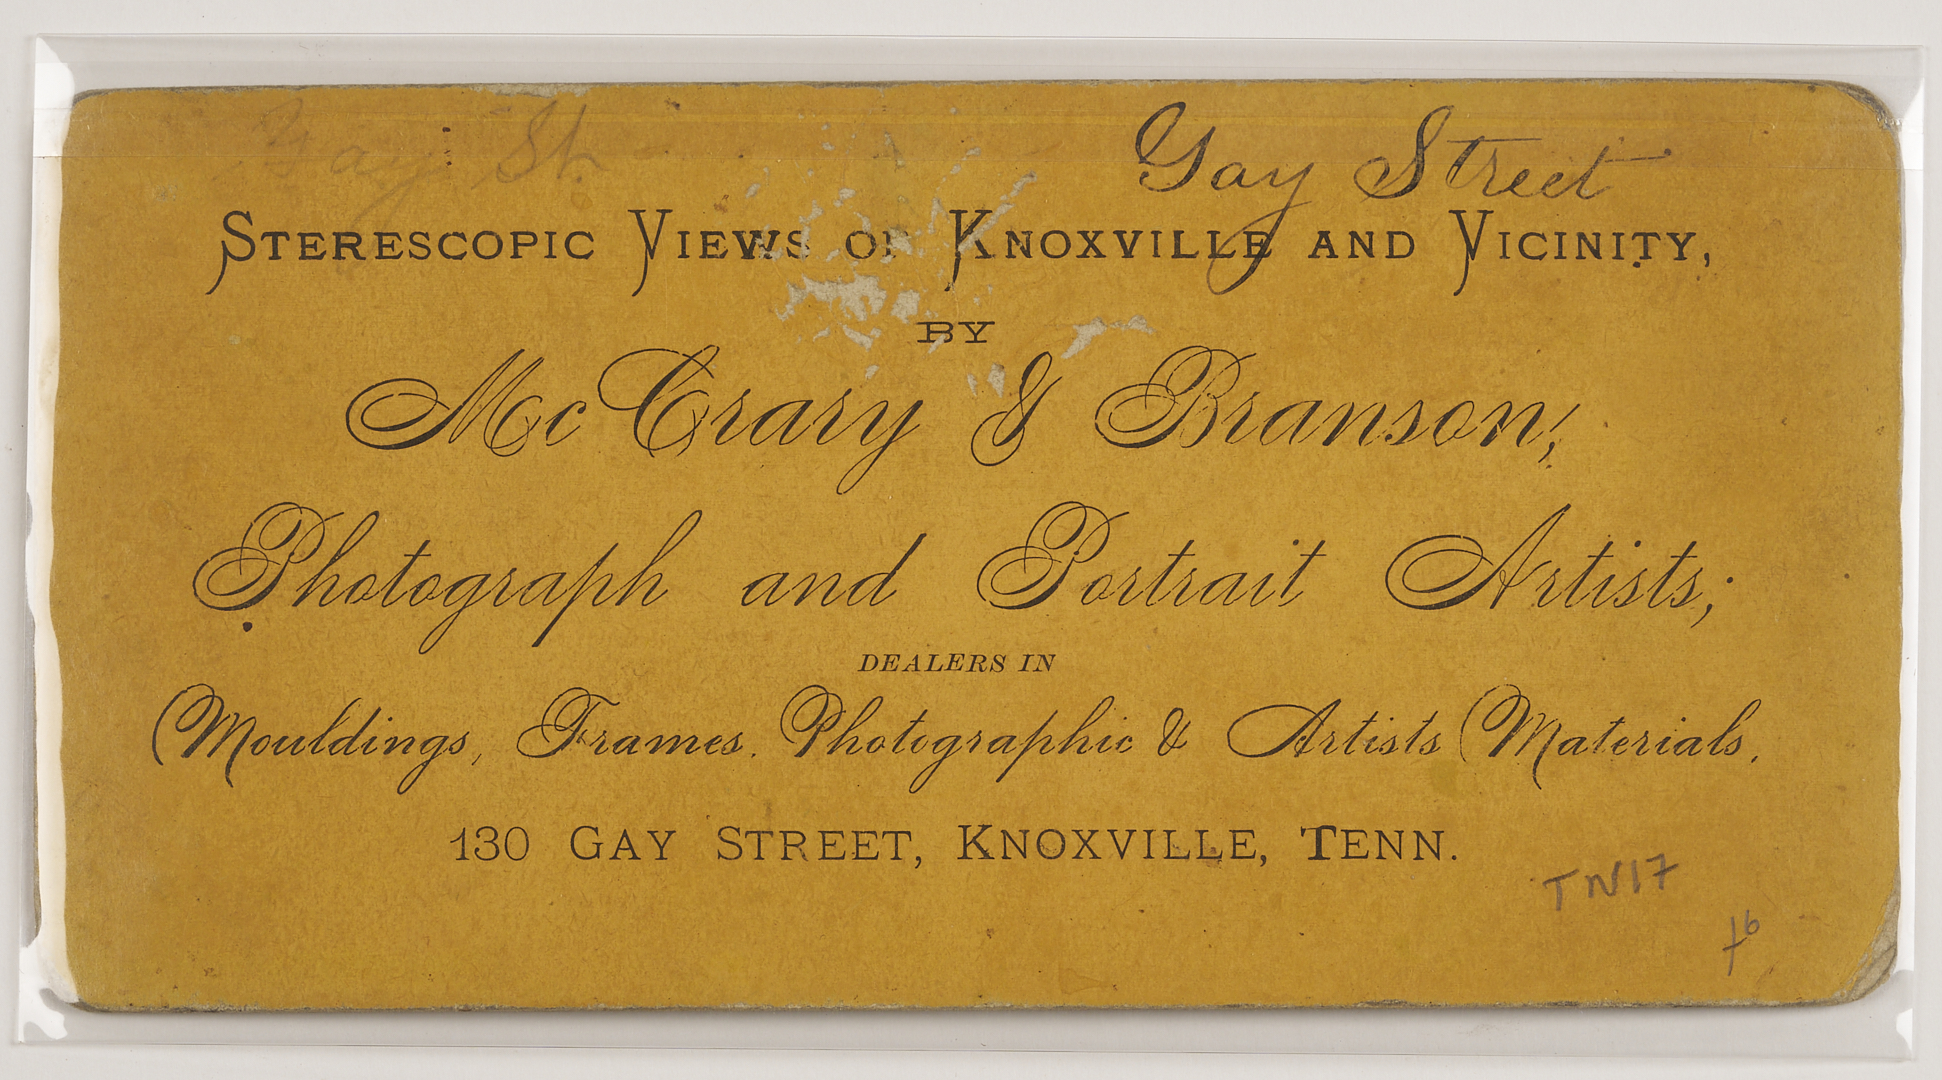 Gay St.
Gay Street
STERESCOPIC VIEWS OF KNOXVILLE AND VICINITY,
BY
McCrary & Branson,
Photograph and Portrait Artists;
DEALERS IN
Mouldings, Frames. Photographic & Artists Materials.
130 GAY STREET, KNOXVILLE, TENN.
TN17